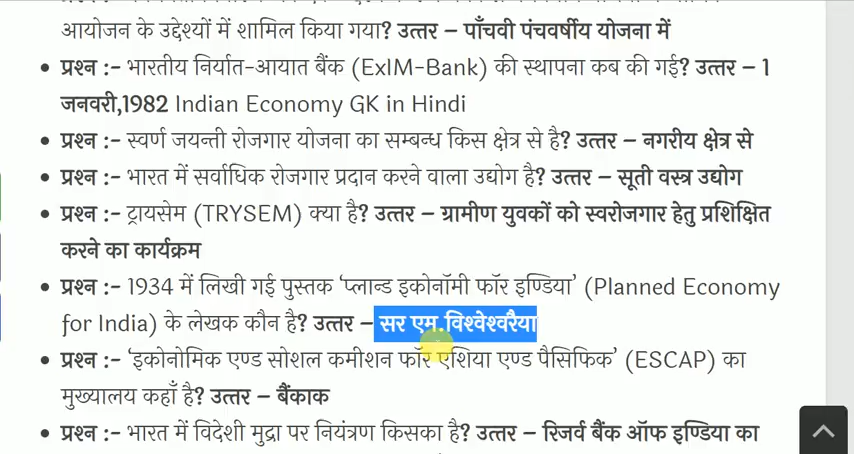 आयोजन के उद्देश्यों में शामिल किया गया? उत्तर – पाँचवी पंचवर्षीय योजना में
प्रश्न :- भारतीय निर्यात-आयात बैंक (ExIM-Bank) की स्थापना कब की गई? उत्तर – 1
जनवरी,1982 Indian Economy GK in Hindi
प्रश्न :- स्वर्ण जयन्ती रोजगार योजना का सम्बन्ध किस क्षेत्र से है? उत्तर – नगरीय क्षेत्र से
प्रश्न :- भारत में सर्वाधिक रोजगार प्रदान करने वाला उद्योग है? उत्तर – सूती वस्त्र उद्योग
प्रश्न :- ट्रायसेम (TRYSEM) क्या है? उत्तर – ग्रामीण युवकों को स्वरोजगार हेतु प्रशिक्षित
करने का कार्यक्रम
प्रश्न :- 1934 में लिखी गई पुस्तक ‘प्लान्ड इकोनॉमी फॉर इण्डिया’ (Planned Economy
for India) के लेखक कौन है? उत्तर – सर एम.विश्वेश्वरैया
प्रश्न :- ‘इकोनोमिक एण्ड सोशल कमीशन फॉर एशिया एण्ड पैसिफिक’ (ESCAP) का
मुख्यालय कहाँ है? उत्तर – बैंकाक
प्रश्न :- भारत में विदेशी मुद्रा पर नियंत्रण किसका है? उत्तर – रिजर्व बैंक ऑफ इण्डिया का